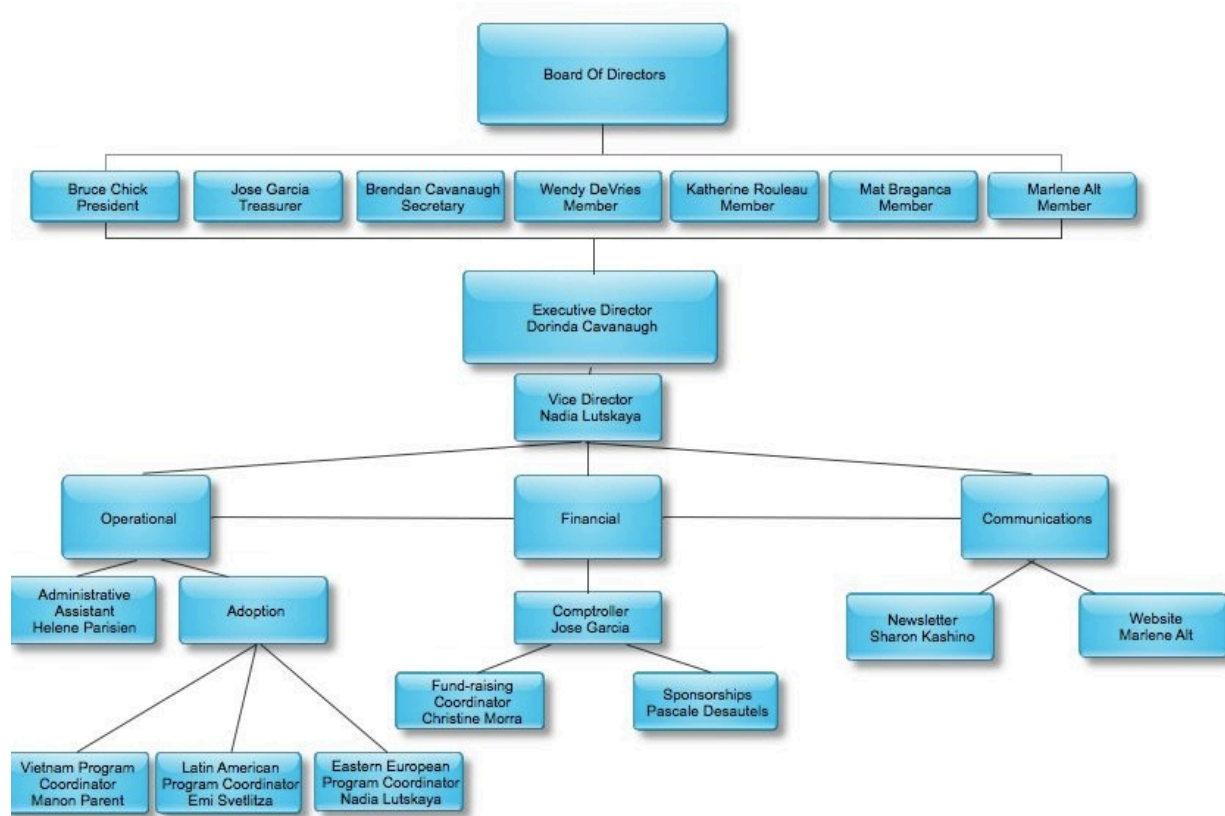 Board Of Directors
Bruce Chick
President
Jose Garcia
Treasurer
Brendan Cavanaugh
Secretary
Wendy DeVries
Member
Katherine Rouleau
Member
Mat Braganca
Member
Marlene Alt
Member
Executive Director
Dorinda Cavanaugh
Vice Director
Nadia Lutskaya
Operational
Financial
Communications
Administrative
Assistant
Helene Parisien
Adoption
Comptroller
Jose Garcia
Newsletter
Sharon Kashino
Website
Marlene Alt
Fund-raising
Coordinator
Christine Morra
Sponsorships
Pascale Desautels
Vietnam Program
Coordinator
Manon Parent
Latin American
Program Coordinator
Emi Svetlitza
Eastern European
Program Coordinator
Nadia Lutskaya